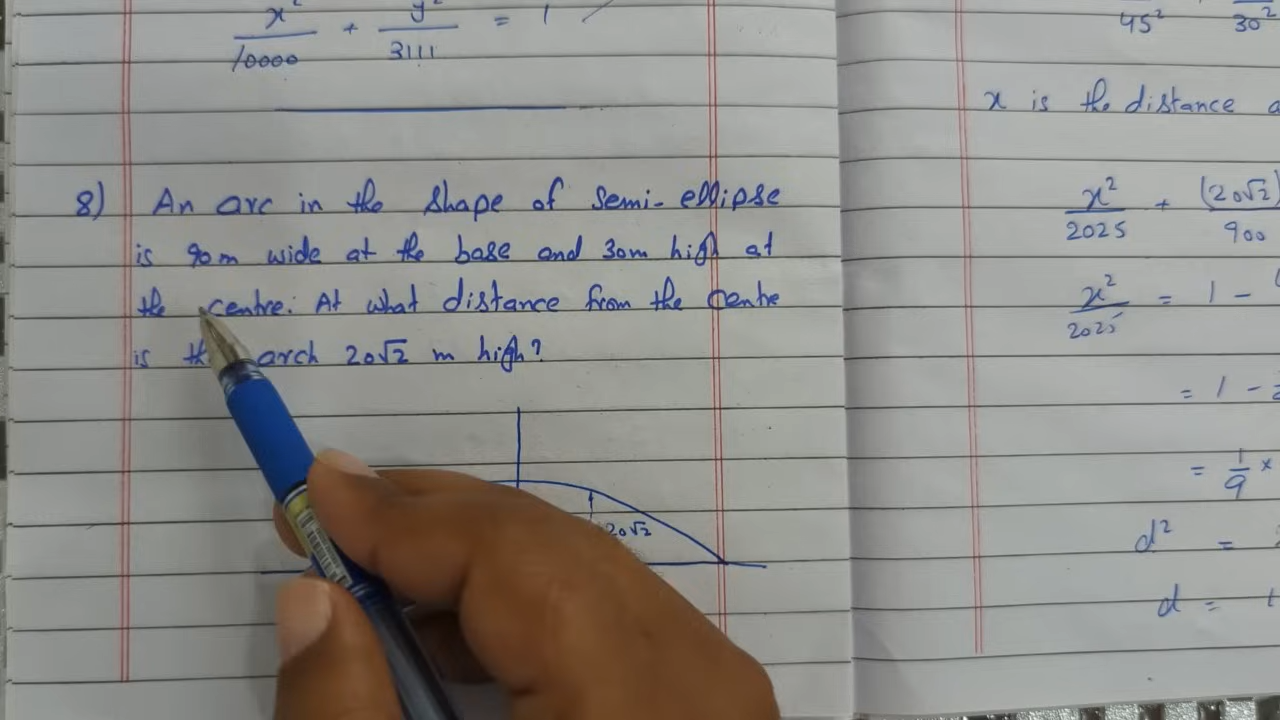 x² / 10000 + y² / 3111 = 1
8) An arc in the shape of semi-ellipse
is 90m wide at the base and 30m high at
the centre. At what distance from the centre
is arch 20√2 m high?
20√2
45² 30²
x is the distance
x² / 2025 + (20√2) / 900
x² / 2025 = 1 -
= 1 -
= 1/9 ×
d² =
d =